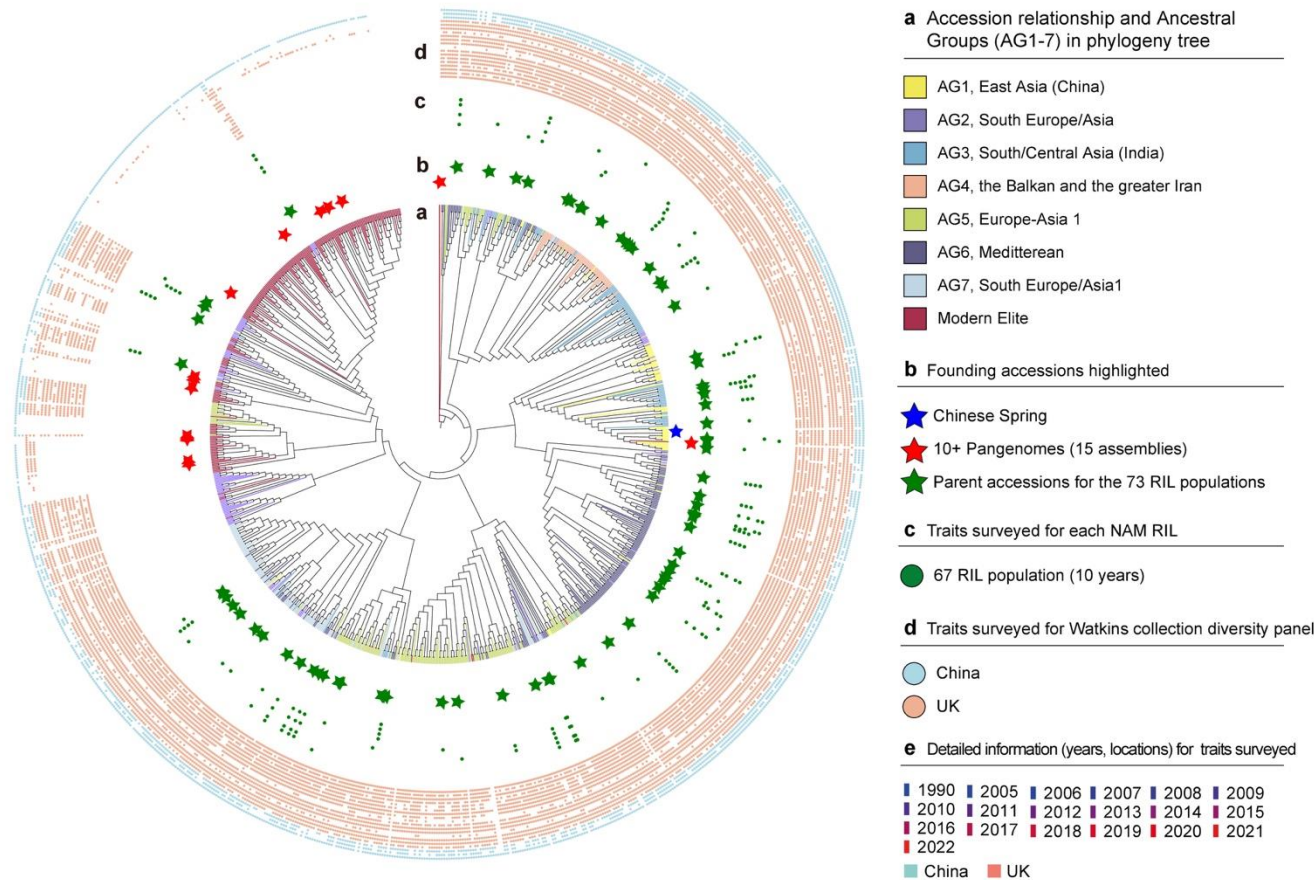 d
c
b
a
a Accession relationship and Ancestral
Groups (AG1-7) in phylogeny tree
AG1, East Asia (China)
AG2, South Europe/Asia
AG3, South/Central Asia (India)
AG4, the Balkan and the greater Iran
AG5, Europe-Asia 1
AG6, Meditterean
AG7, South Europe/Asia1
Modern Elite
b Founding accessions highlighted
Chinese Spring
10+ Pangenomes (15 assemblies)
Parent accessions for the 73 RIL populations
c Traits surveyed for each NAM RIL
67 RIL population (10 years)
d Traits surveyed for Watkins collection diversity panel
China
UK
e Detailed information (years, locations) for traits surveyed
1990 2005 2006 2007 2008 2009
2010 2011 2012 2013 2014 2015
2016 2017 2018 2019 2020 2021
2022
China UK